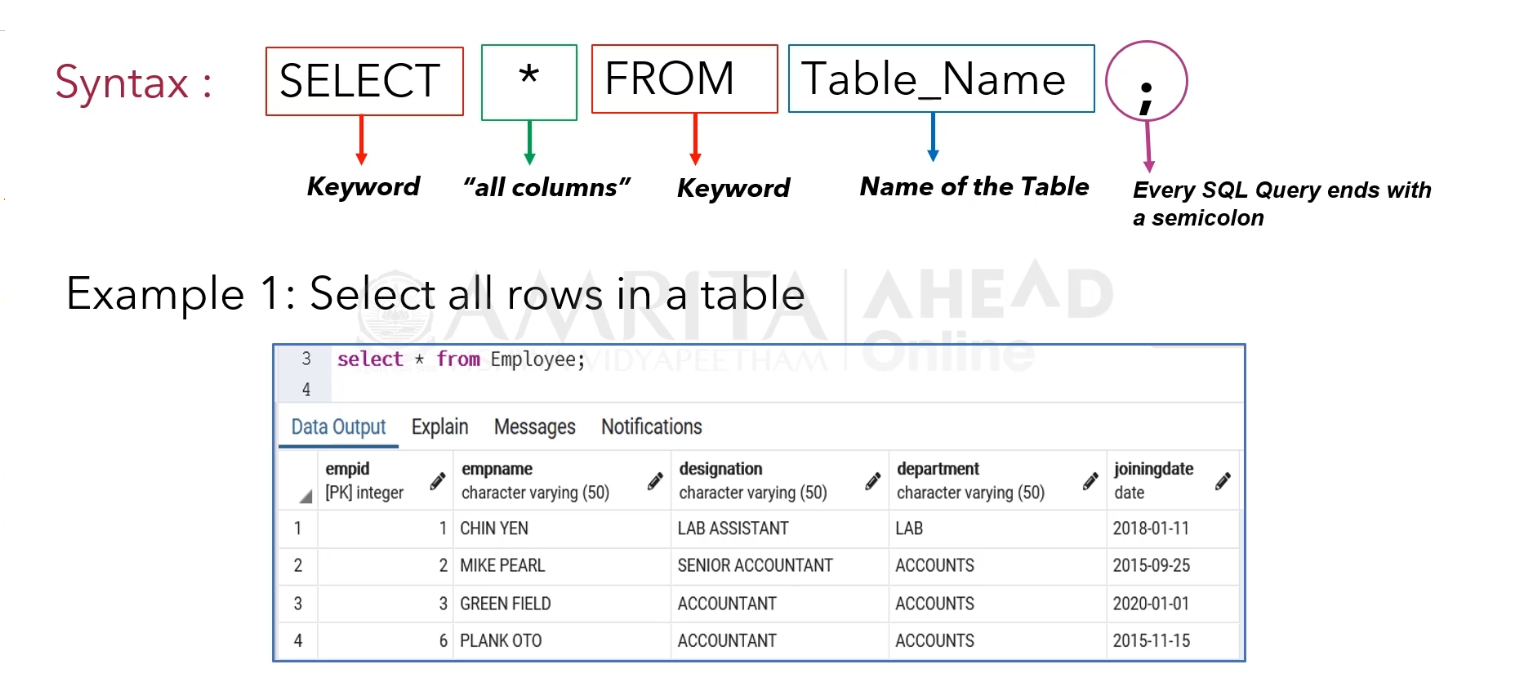 Syntax : SELECT * FROM Table_Name ;
Keyword "all columns" Keyword Name of the Table Every SQL Query ends with
a semicolon
Example 1: Select all rows in a table
AMRITA AHEAD
VIDYAPEETHAM Online
3 select * from Employee;
4
Data Output Explain Messages Notifications
empid empname designation department joiningdate
[PK] integer character varying (50) character varying (50) character varying (50) date
1 1 CHIN YEN LAB ASSISTANT LAB 2018-01-11
2 2 MIKE PEARL SENIOR ACCOUNTANT ACCOUNTS 2015-09-25
3 3 GREEN FIELD ACCOUNTANT ACCOUNTS 2020-01-01
4 6 PLANK OTO ACCOUNTANT ACCOUNTS 2015-11-15